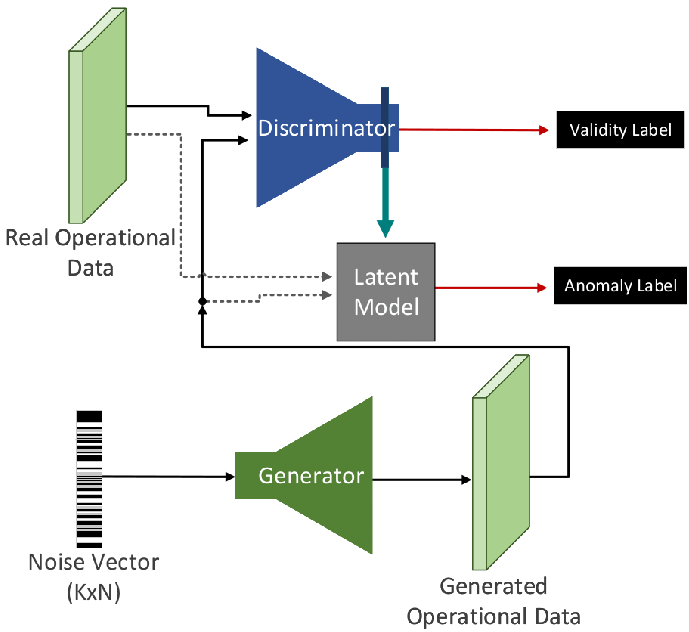 Discriminator
Validity Label
Real Operational
Data
Latent
Model
Anomaly Label
Generator
Noise Vector
(KxN)
Generated
Operational Data